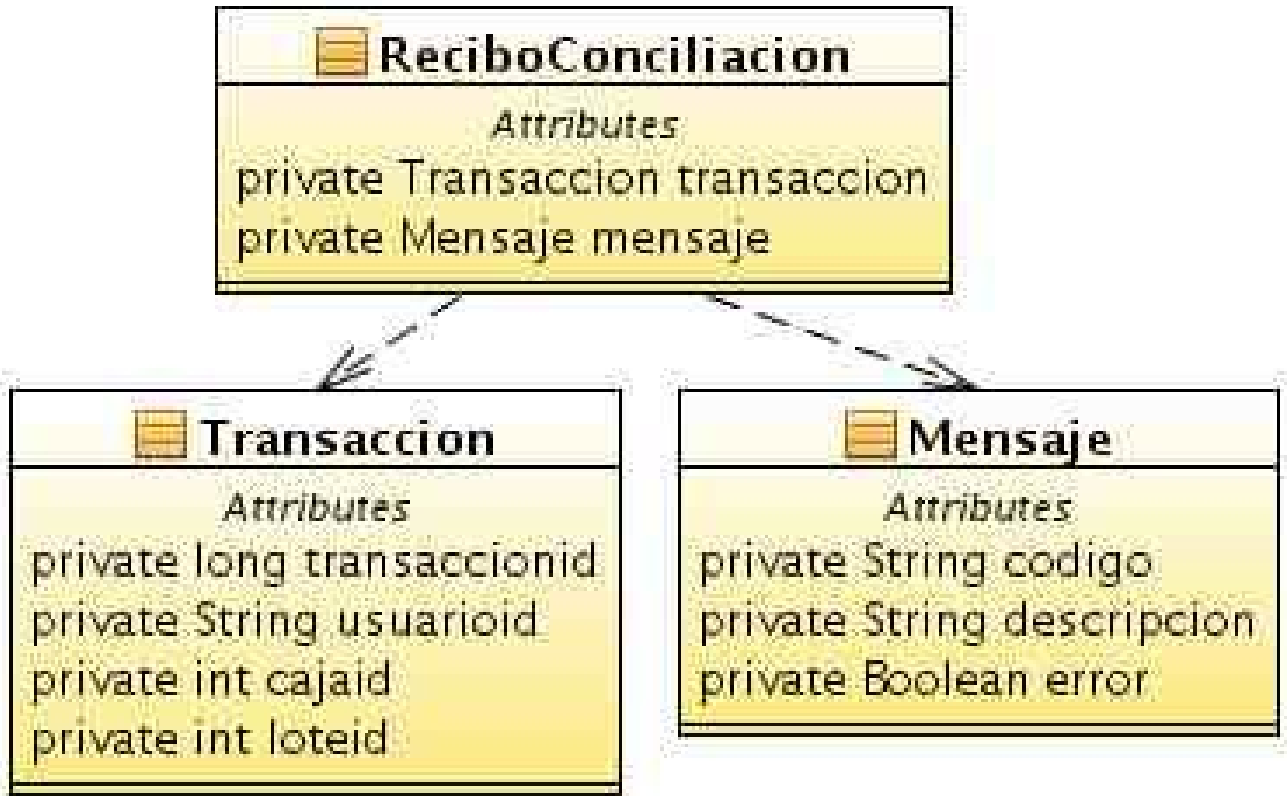 ReciboConciliacion
Attributes
private Transaccion transaccion
private Mensaje mensaje
Transaccion
Attributes
private long transaccionid
private String usuarioid
private int cajaid
private int loteid
Mensaje
Attributes
private String codigo
private String descripcion
private Boolean error